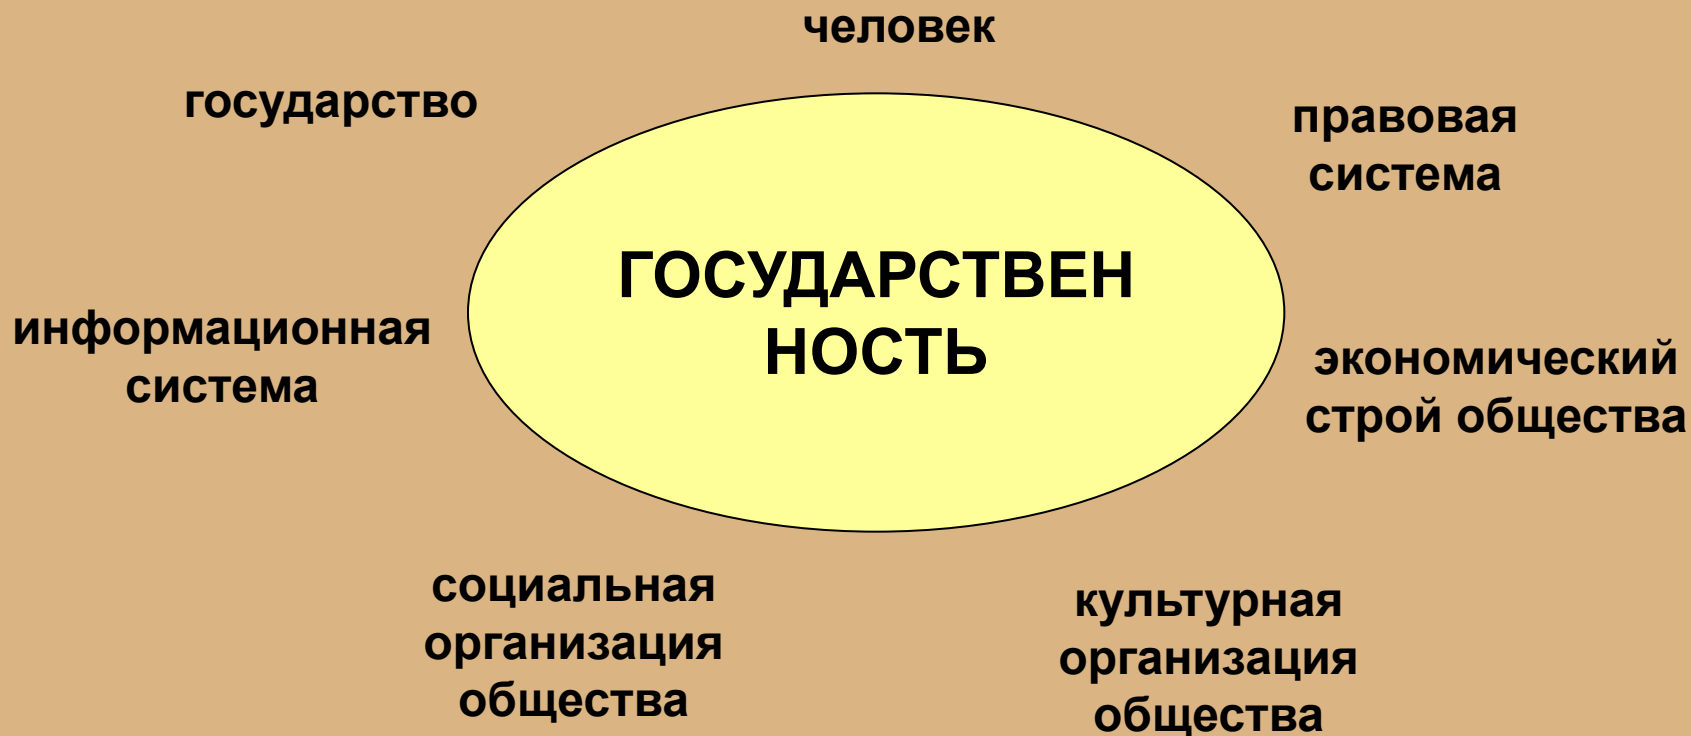 человек
государство
правовая
система
ГОСУДАРСТВЕН
НОСТЬ
информационная
система
экономический
строй общества
социальная
организация
общества
культурная
организация
общества